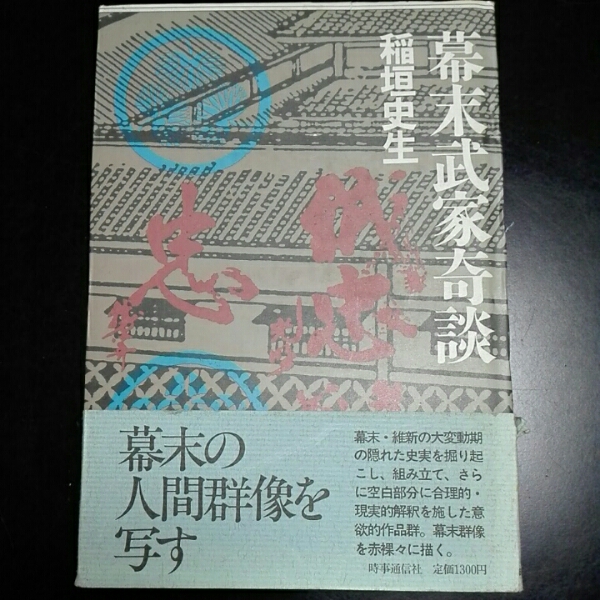 幕末武家奇談
稲垣史生
誠忠
忠
幕末の
人間群像を
写す
幕末・維新の大変動期
の隠れた史実を掘り起
こし、組み立て、さら
に空白部分に合理的・
現実的解釈を施した意
欲的作品群。幕末群像
を赤裸々に描く。
時事通信社 定価1300円